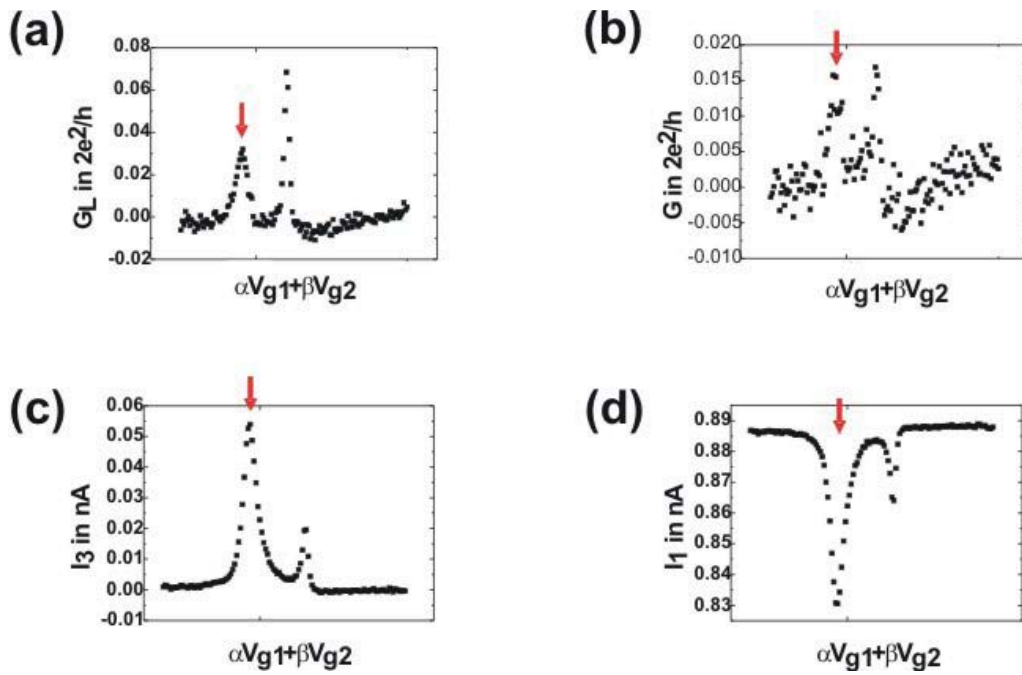 (a)
0.08
0.06
0.04
0.02
0.00
-0.02
GL in 2e2/h
αVg1+βVg2
(b)
0.020
0.015
0.010
0.005
0.000
-0.005
-0.010
G in 2e2/h
αVg1+βVg2
(c)
0.06
0.05
0.04
0.03
0.02
0.01
0.00
-0.01
I3 in nA
αVg1+βVg2
(d)
0.89
0.88
0.87
0.86
0.85
0.84
0.83
I1 in nA
αVg1+βVg2